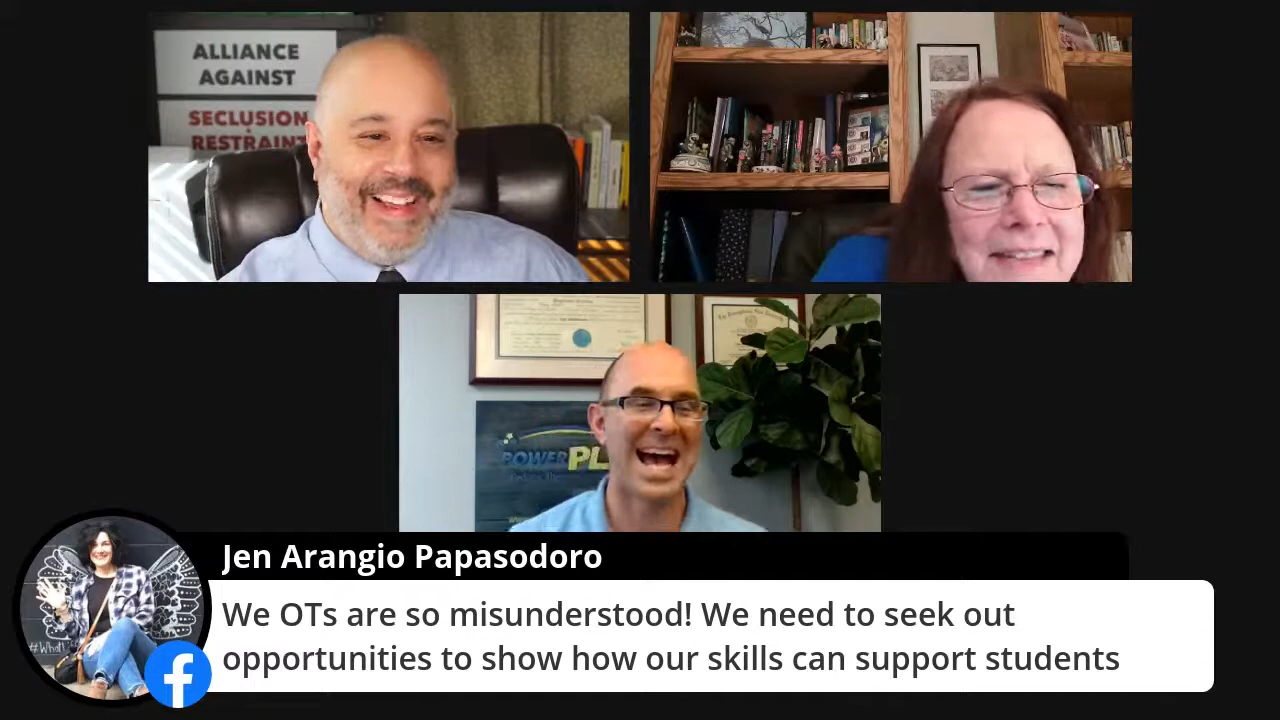 ALLIANCE
AGAINST
SECLUSION
RESTRAINT
POWERPL
Jen Arangio Papasodoro
We OTs are so misunderstood! We need to seek out
opportunities to show how our skills can support students